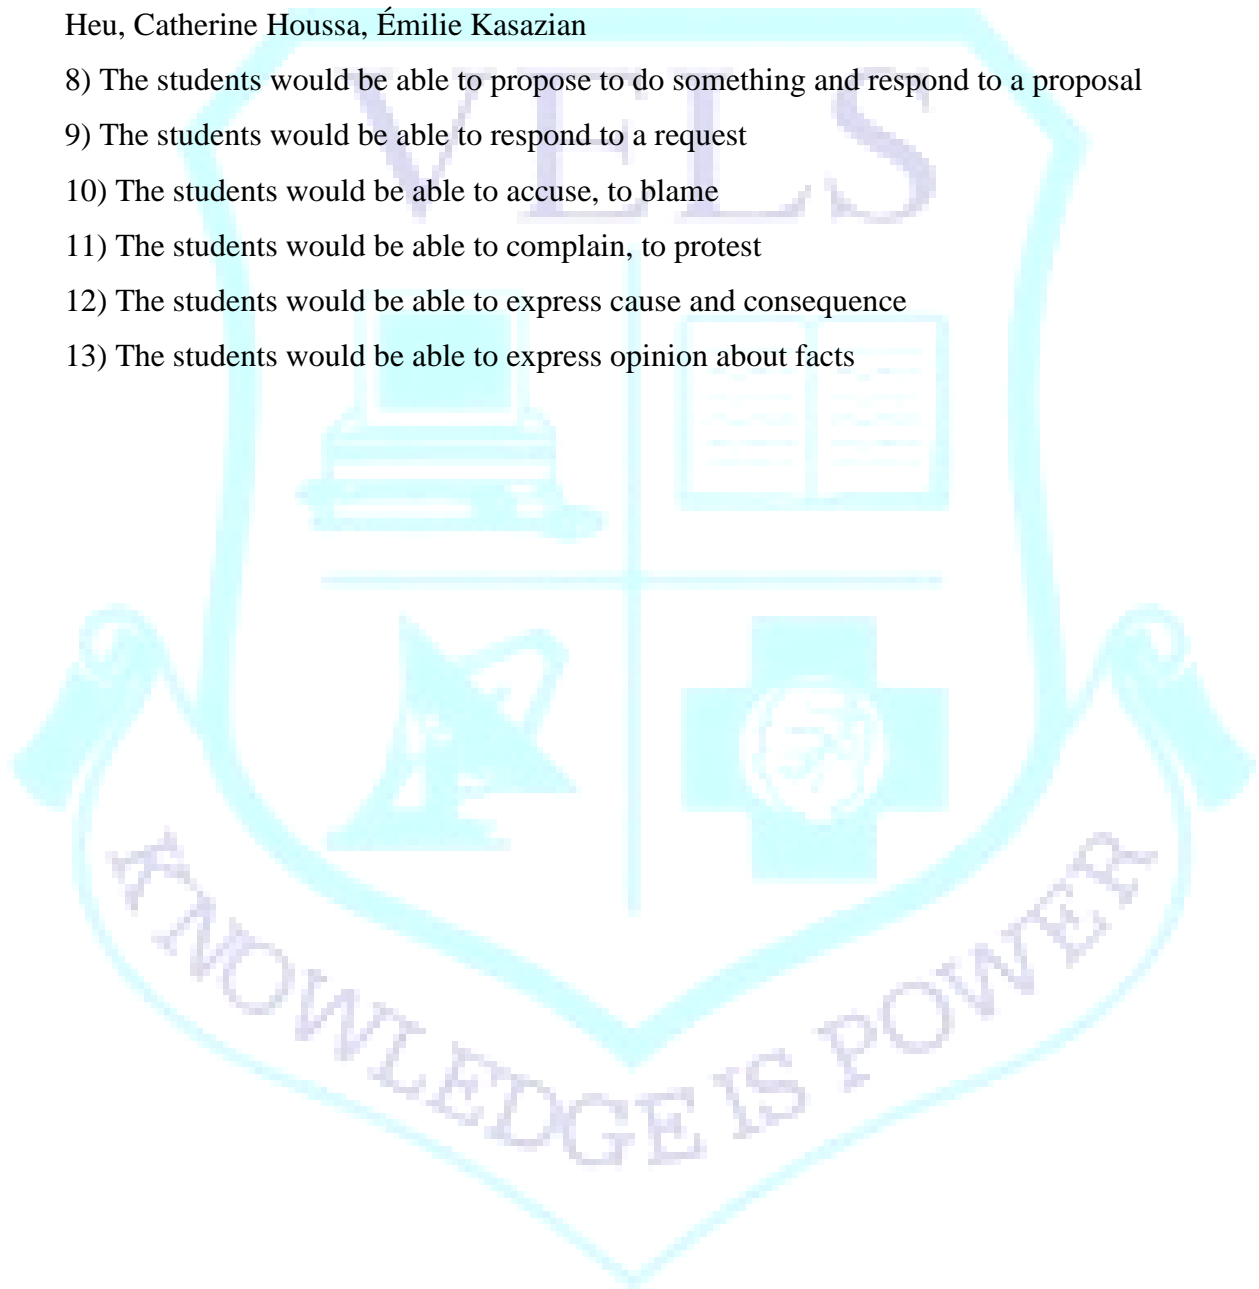 Heu, Catherine Houssa, Émilie Kasazian
8) The students would be able to propose to do something and respond to a proposal
9) The students would be able to respond to a request
10) The students would be able to accuse, to blame
11) The students would be able to complain, to protest
12) The students would be able to express cause and consequence
13) The students would be able to express opinion about facts
VELS
KNOWLEDGE IS POWER